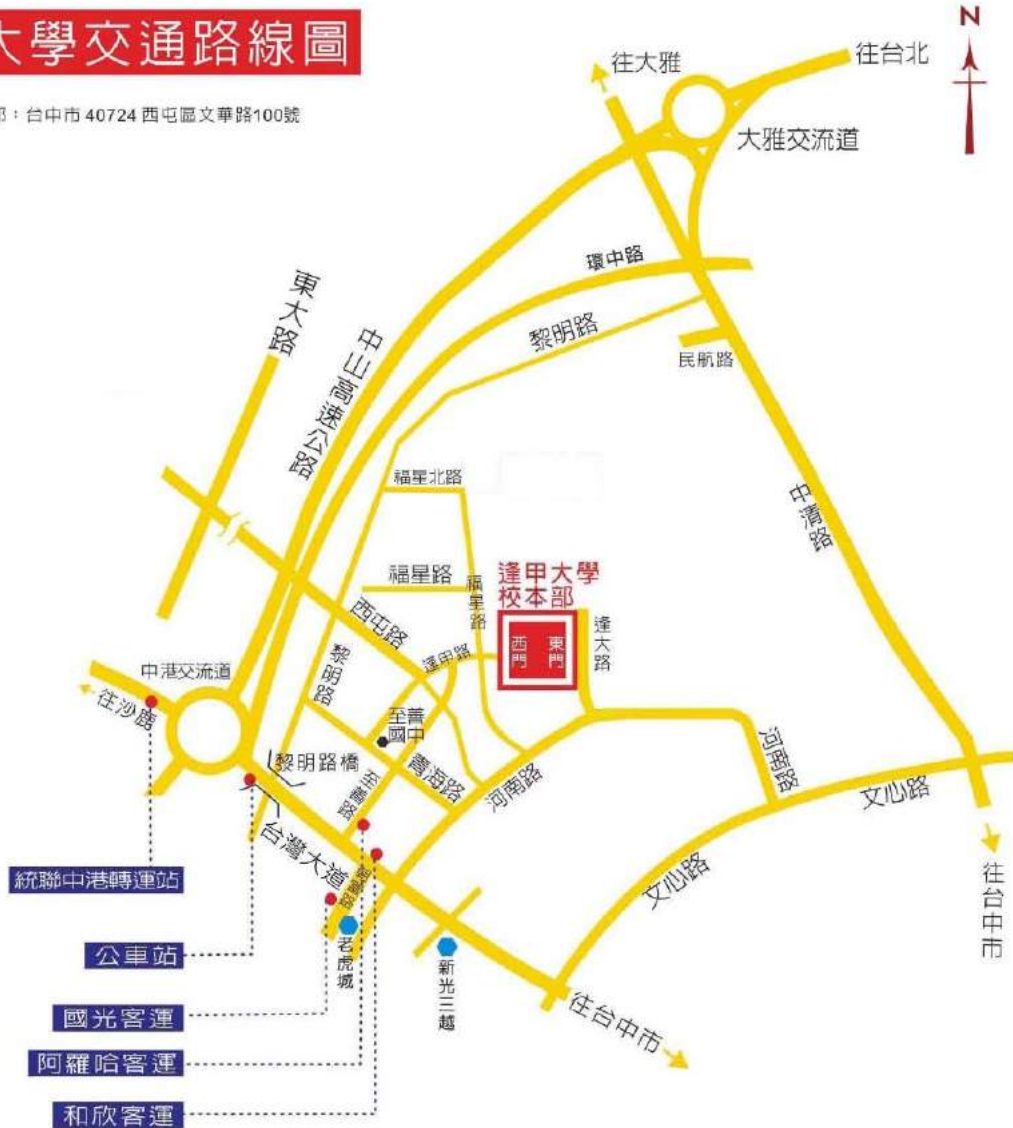 大學交通路線圖
部：台中市 40724 西屯區文華路100號
N
往大雅
往台北
大雅交流道
環中路
東大路
中山高速公路
黎明路
民航路
福星北路
中清路
福星路
福星路
逢甲大學
校本部
西門
東門
逢大路
西屯路
逢甲路
黎明路
中港交流道
往沙鹿
至善
國中
黎明路橋
青海路
至善路
河南路
河南路
文心路
文心路
台灣大道
往台中市
統聯中港轉運站
公車站
老虎城
新光三越
國光客運
往台中市
阿羅哈客運
和欣客運